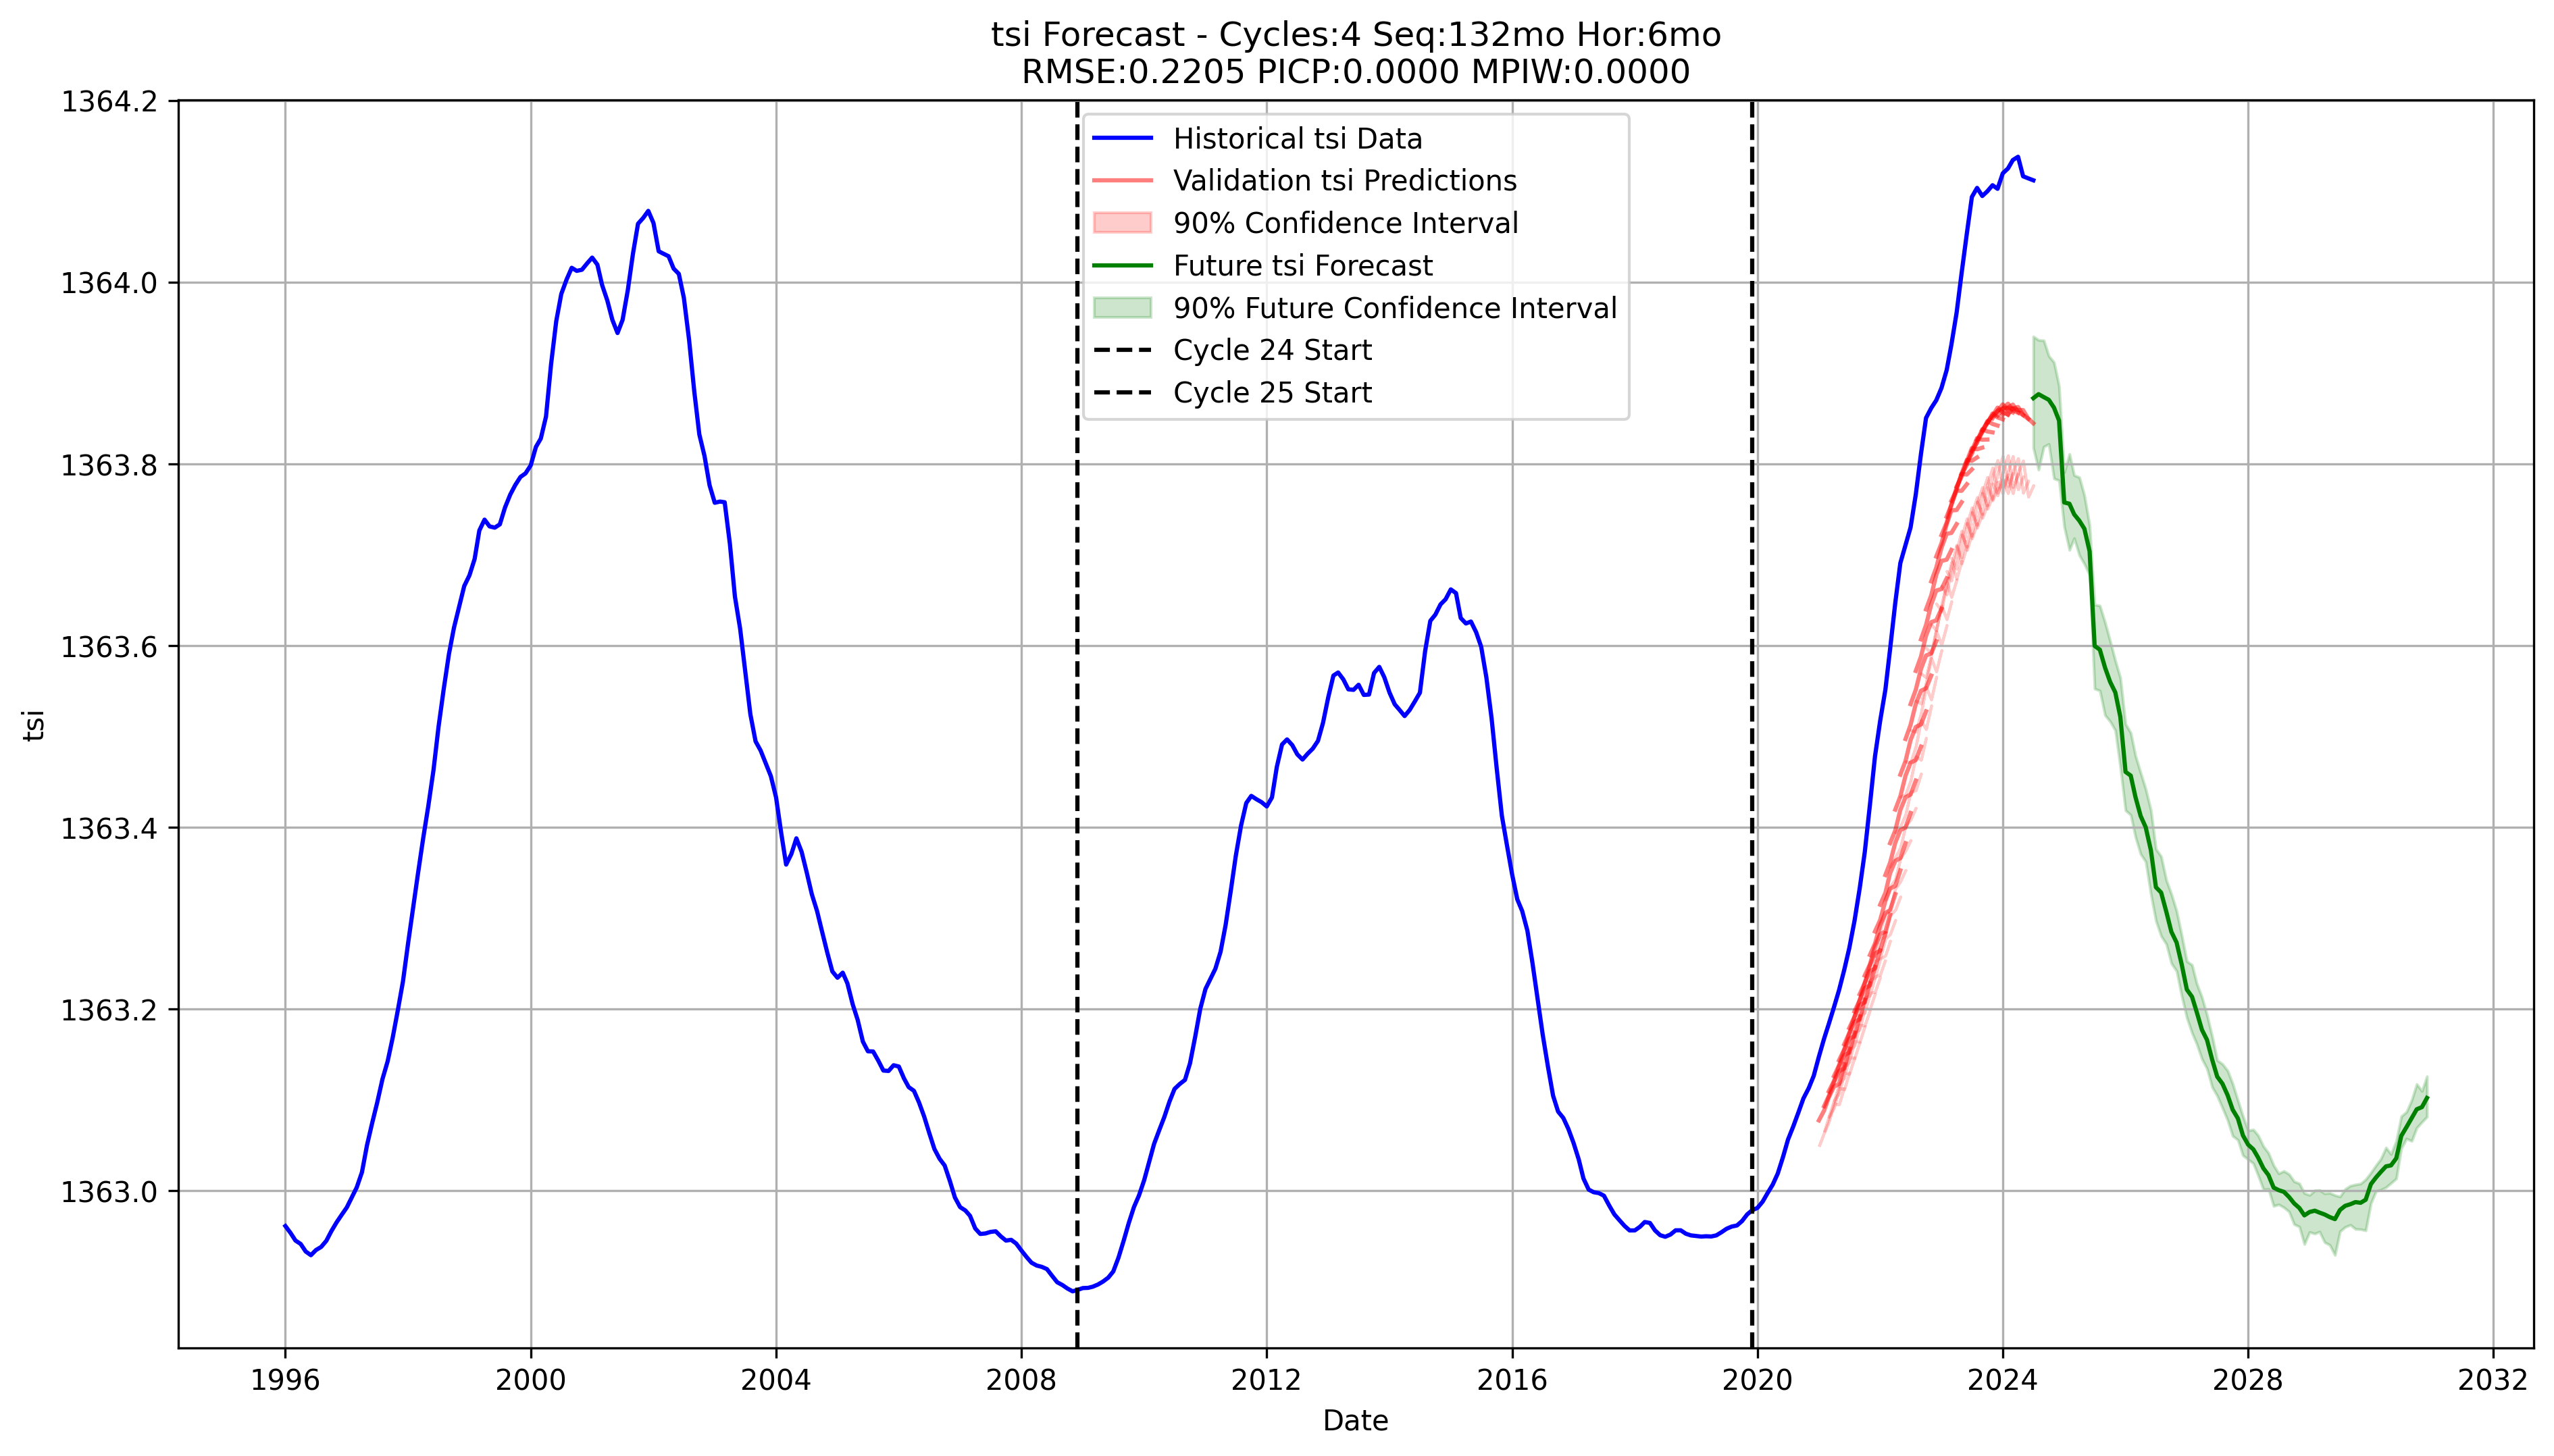 tsi Forecast - Cycles:4 Seq:132mo Hor:6mo
RMSE:0.2205 PICP:0.0000 MPIW:0.0000
1364.2
1364.0
1363.8
1363.6
1363.4
1363.2
1363.0
tsi
Historical tsi Data
Validation tsi Predictions
90% Confidence Interval
Future tsi Forecast
90% Future Confidence Interval
Cycle 24 Start
Cycle 25 Start
1996 2000 2004 2008 2012 2016 2020 2024 2028 2032
Date